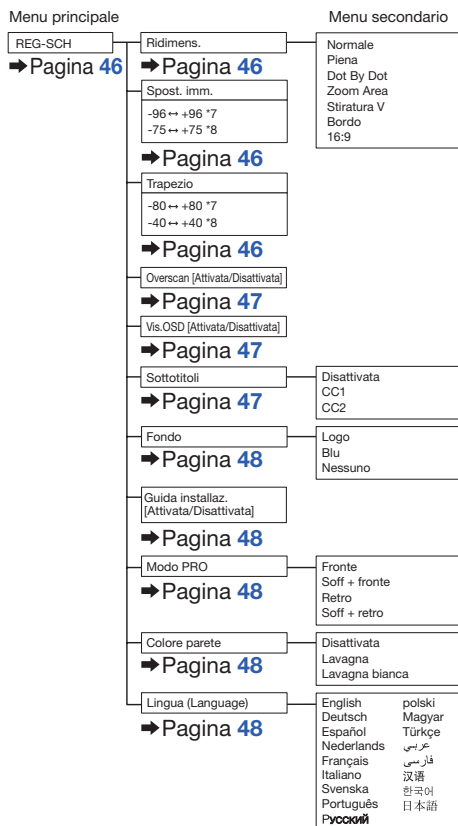 Menu principale
Menu secondario
REG-SCH
➡Pagina 46
Ridimens.
➡Pagina 46
Normale
Piena
Dot By Dot
Zoom Area
Stiratura V
Bordo
16:9
Spost. imm.
-96↔ +96 *7
-75↔ +75 *8
➡Pagina 46
Trapezio
-80↔ +80 *7
-40↔ +40 *8
➡Pagina 46
Overscan [Attivata/Disattivata]
➡Pagina 47
Vis.OSD [Attivata/Disattivata]
➡Pagina 47
Sottotitoli
➡Pagina 47
Disattivata
CC1
CC2
Fondo
➡Pagina 48
Logo
Blu
Nessuno
Guida installaz.
[Attivata/Disattivata]
➡Pagina 48
Modo PRO
➡Pagina 48
Fronte
Soff + fronte
Retro
Soff + retro
Colore parete
➡Pagina 48
Disattivata
Lavagna
Lavagna bianca
Lingua (Language)
➡Pagina 48
English
Deutsch
Español
Nederlands
Français
Italiano
Svenska
Português
Русский
polski
Magyar
Türkçe
عربي
فارسی
汉语
한국어
日本語